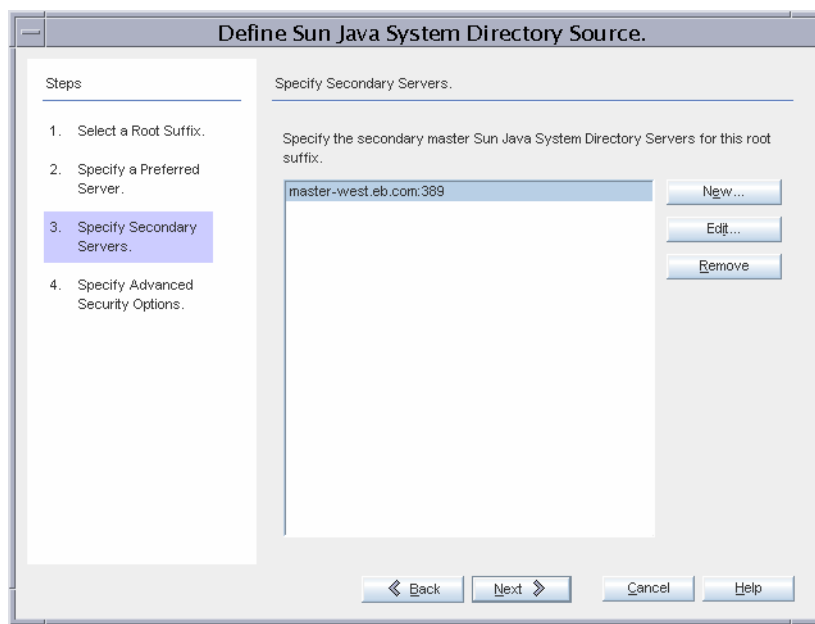 Define Sun Java System Directory Source.
Steps
1. Select a Root Suffix.
2. Specify a Preferred
Server.
3. Specify Secondary
Servers.
4. Specify Advanced
Security Options.
Specify Secondary Servers.
Specify the secondary master Sun Java System Directory Servers for this root
suffix.
master-west.eb.com:389
New...
Edit...
Remove
Back
Next
Cancel
Help